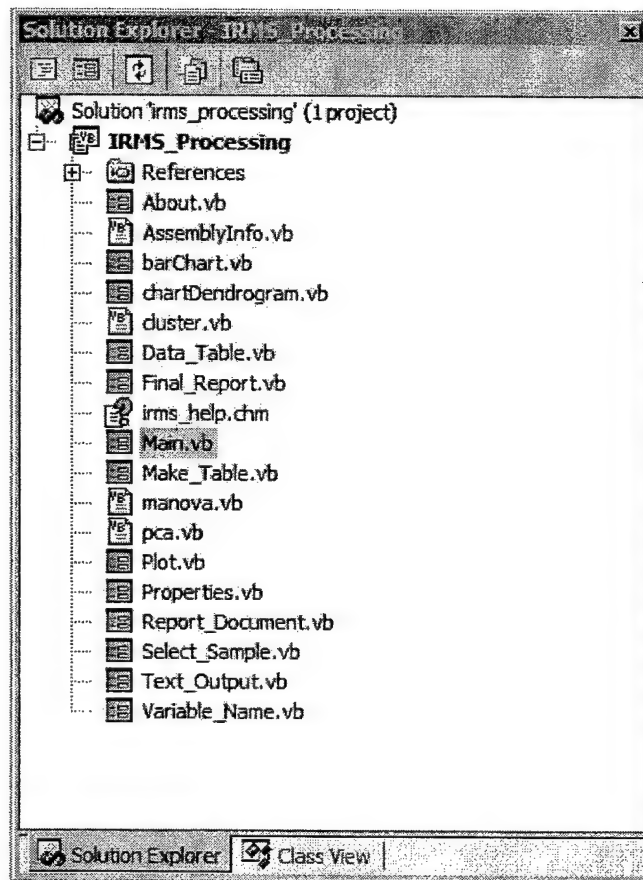 Solution Explorer - IRMS_Processing
Solution 'irms_processing' (1 project)
IRMS_Processing
References
About.vb
AssemblyInfo.vb
barChart.vb
chartDendrogram.vb
cluster.vb
Data_Table.vb
Final_Report.vb
irms_help.chm
Main.vb
Make_Table.vb
manova.vb
pca.vb
Plot.vb
Properties.vb
Report_Document.vb
Select_Sample.vb
Text_Output.vb
Variable_Name.vb
Solution Explorer
Class View